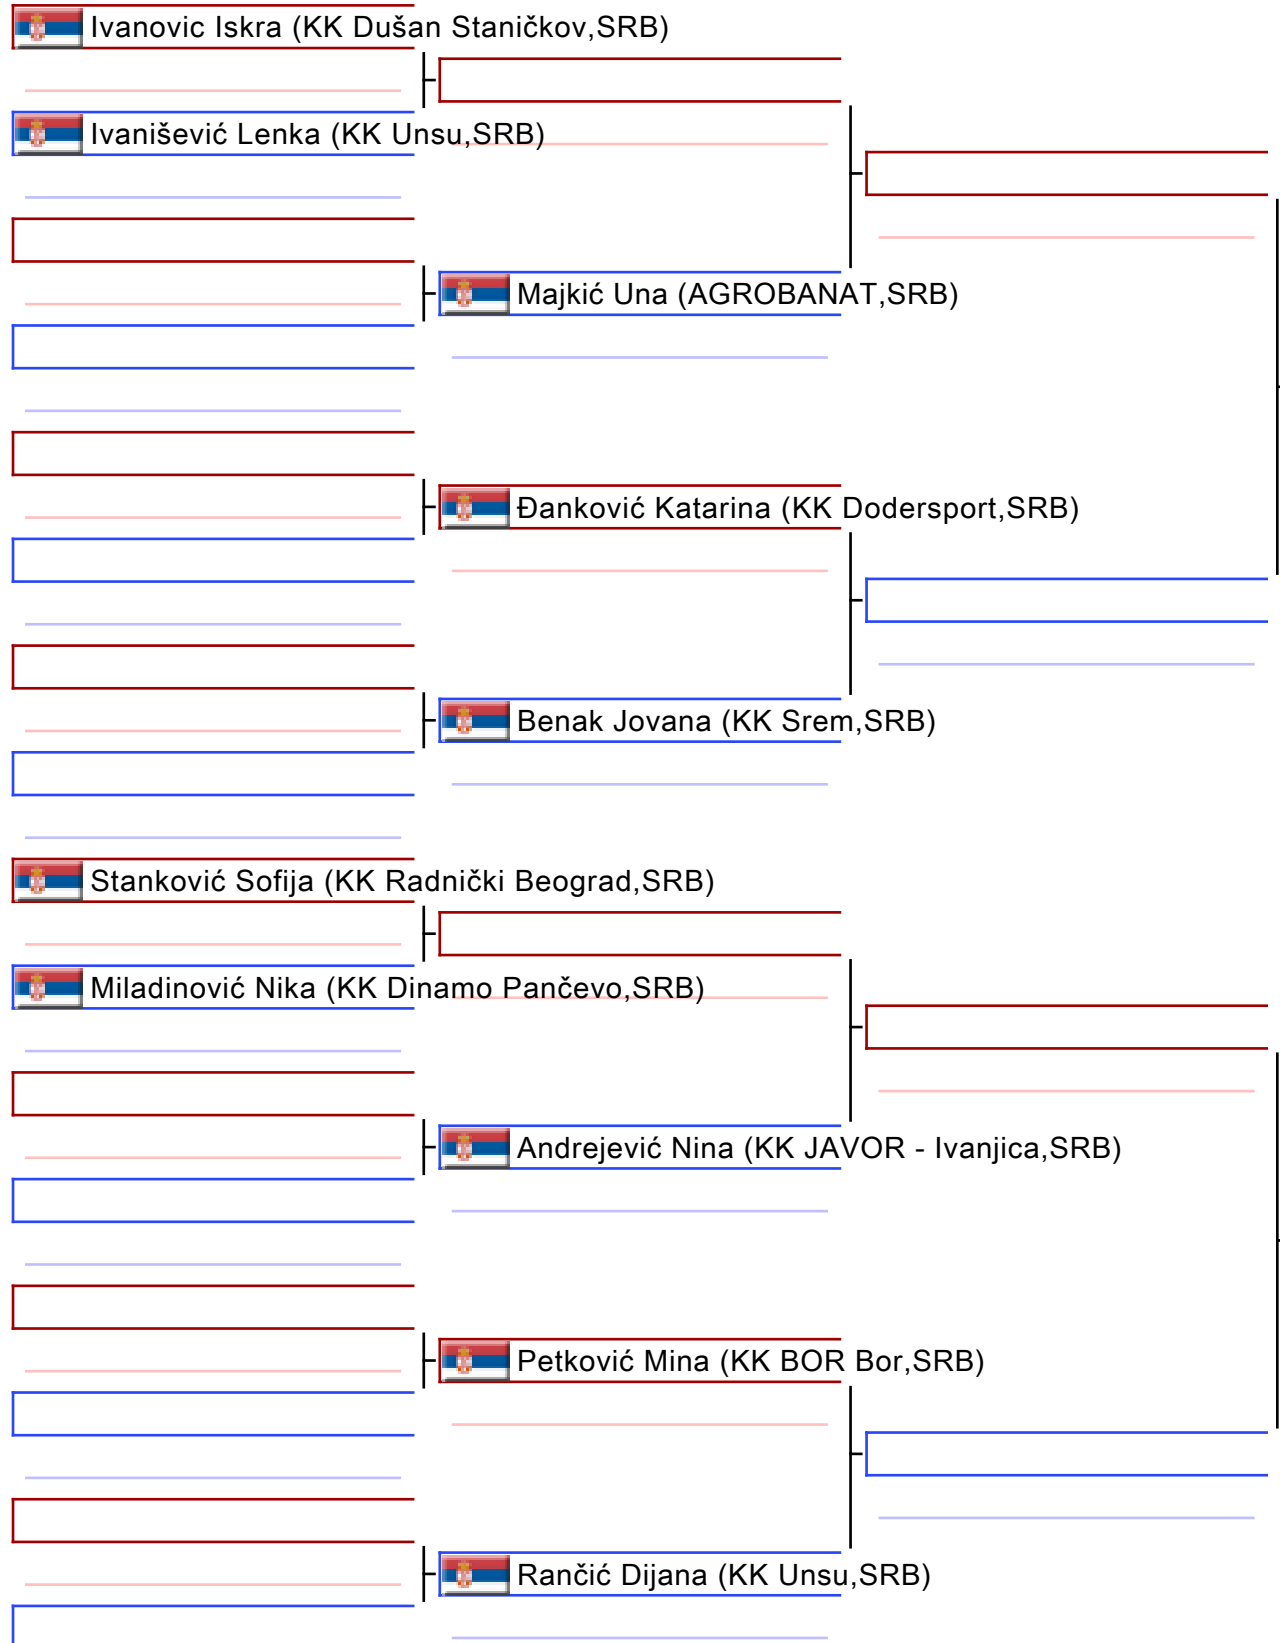 Ivanovic Iskra (KK Dušan Staničkov,SRB)
Ivanišević Lenka (KK Unsu,SRB)
Majkić Una (AGROBANAT,SRB)
Đanković Katarina (KK Dodersport,SRB)
Benak Jovana (KK Srem,SRB)
Stanković Sofija (KK Radnički Beograd,SRB)
Miladinović Nika (KK Dinamo Pančevo,SRB)
Andrejević Nina (KK JAVOR - Ivanjica,SRB)
Petković Mina (KK BOR Bor,SRB)
Rančić Dijana (KK Unsu,SRB)